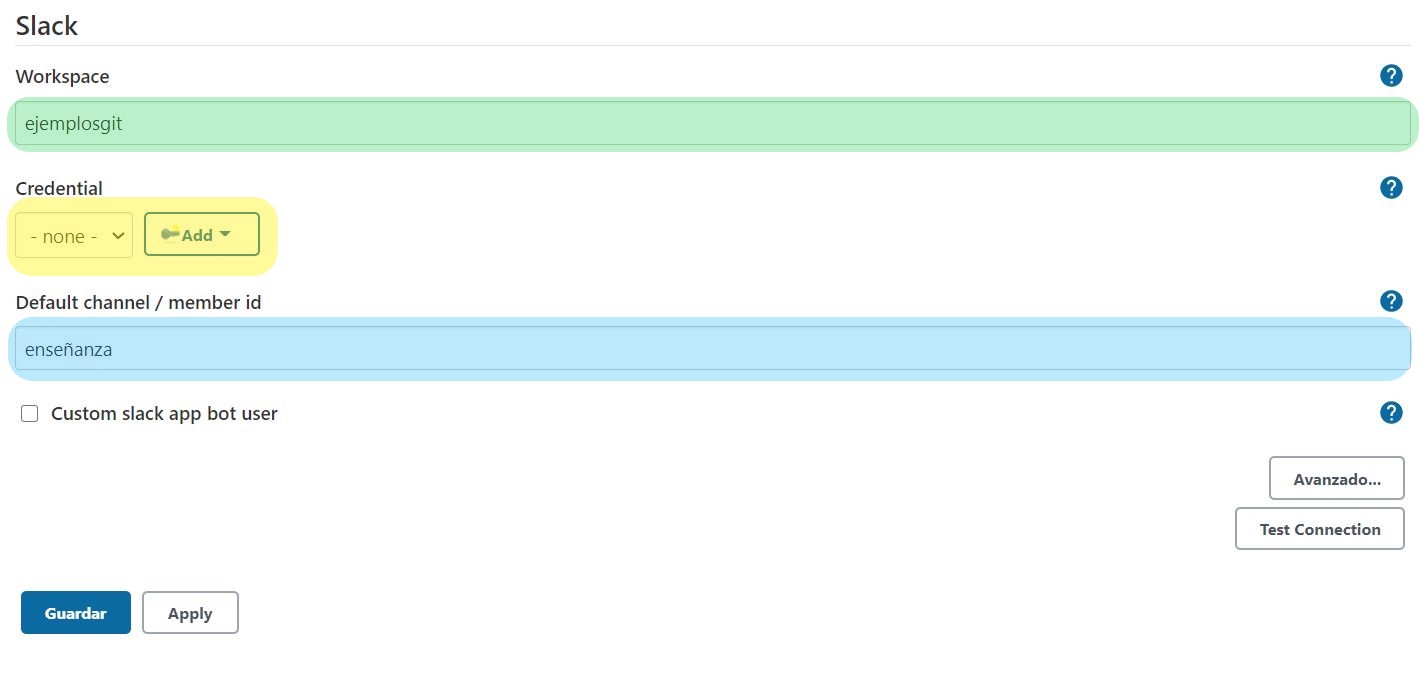 Slack
Workspace
ejemplosgit
Credential
- none - Add
Default channel / member id
enseñanza
Custom slack app bot user
Avanzado...
Test Connection
Guardar Apply